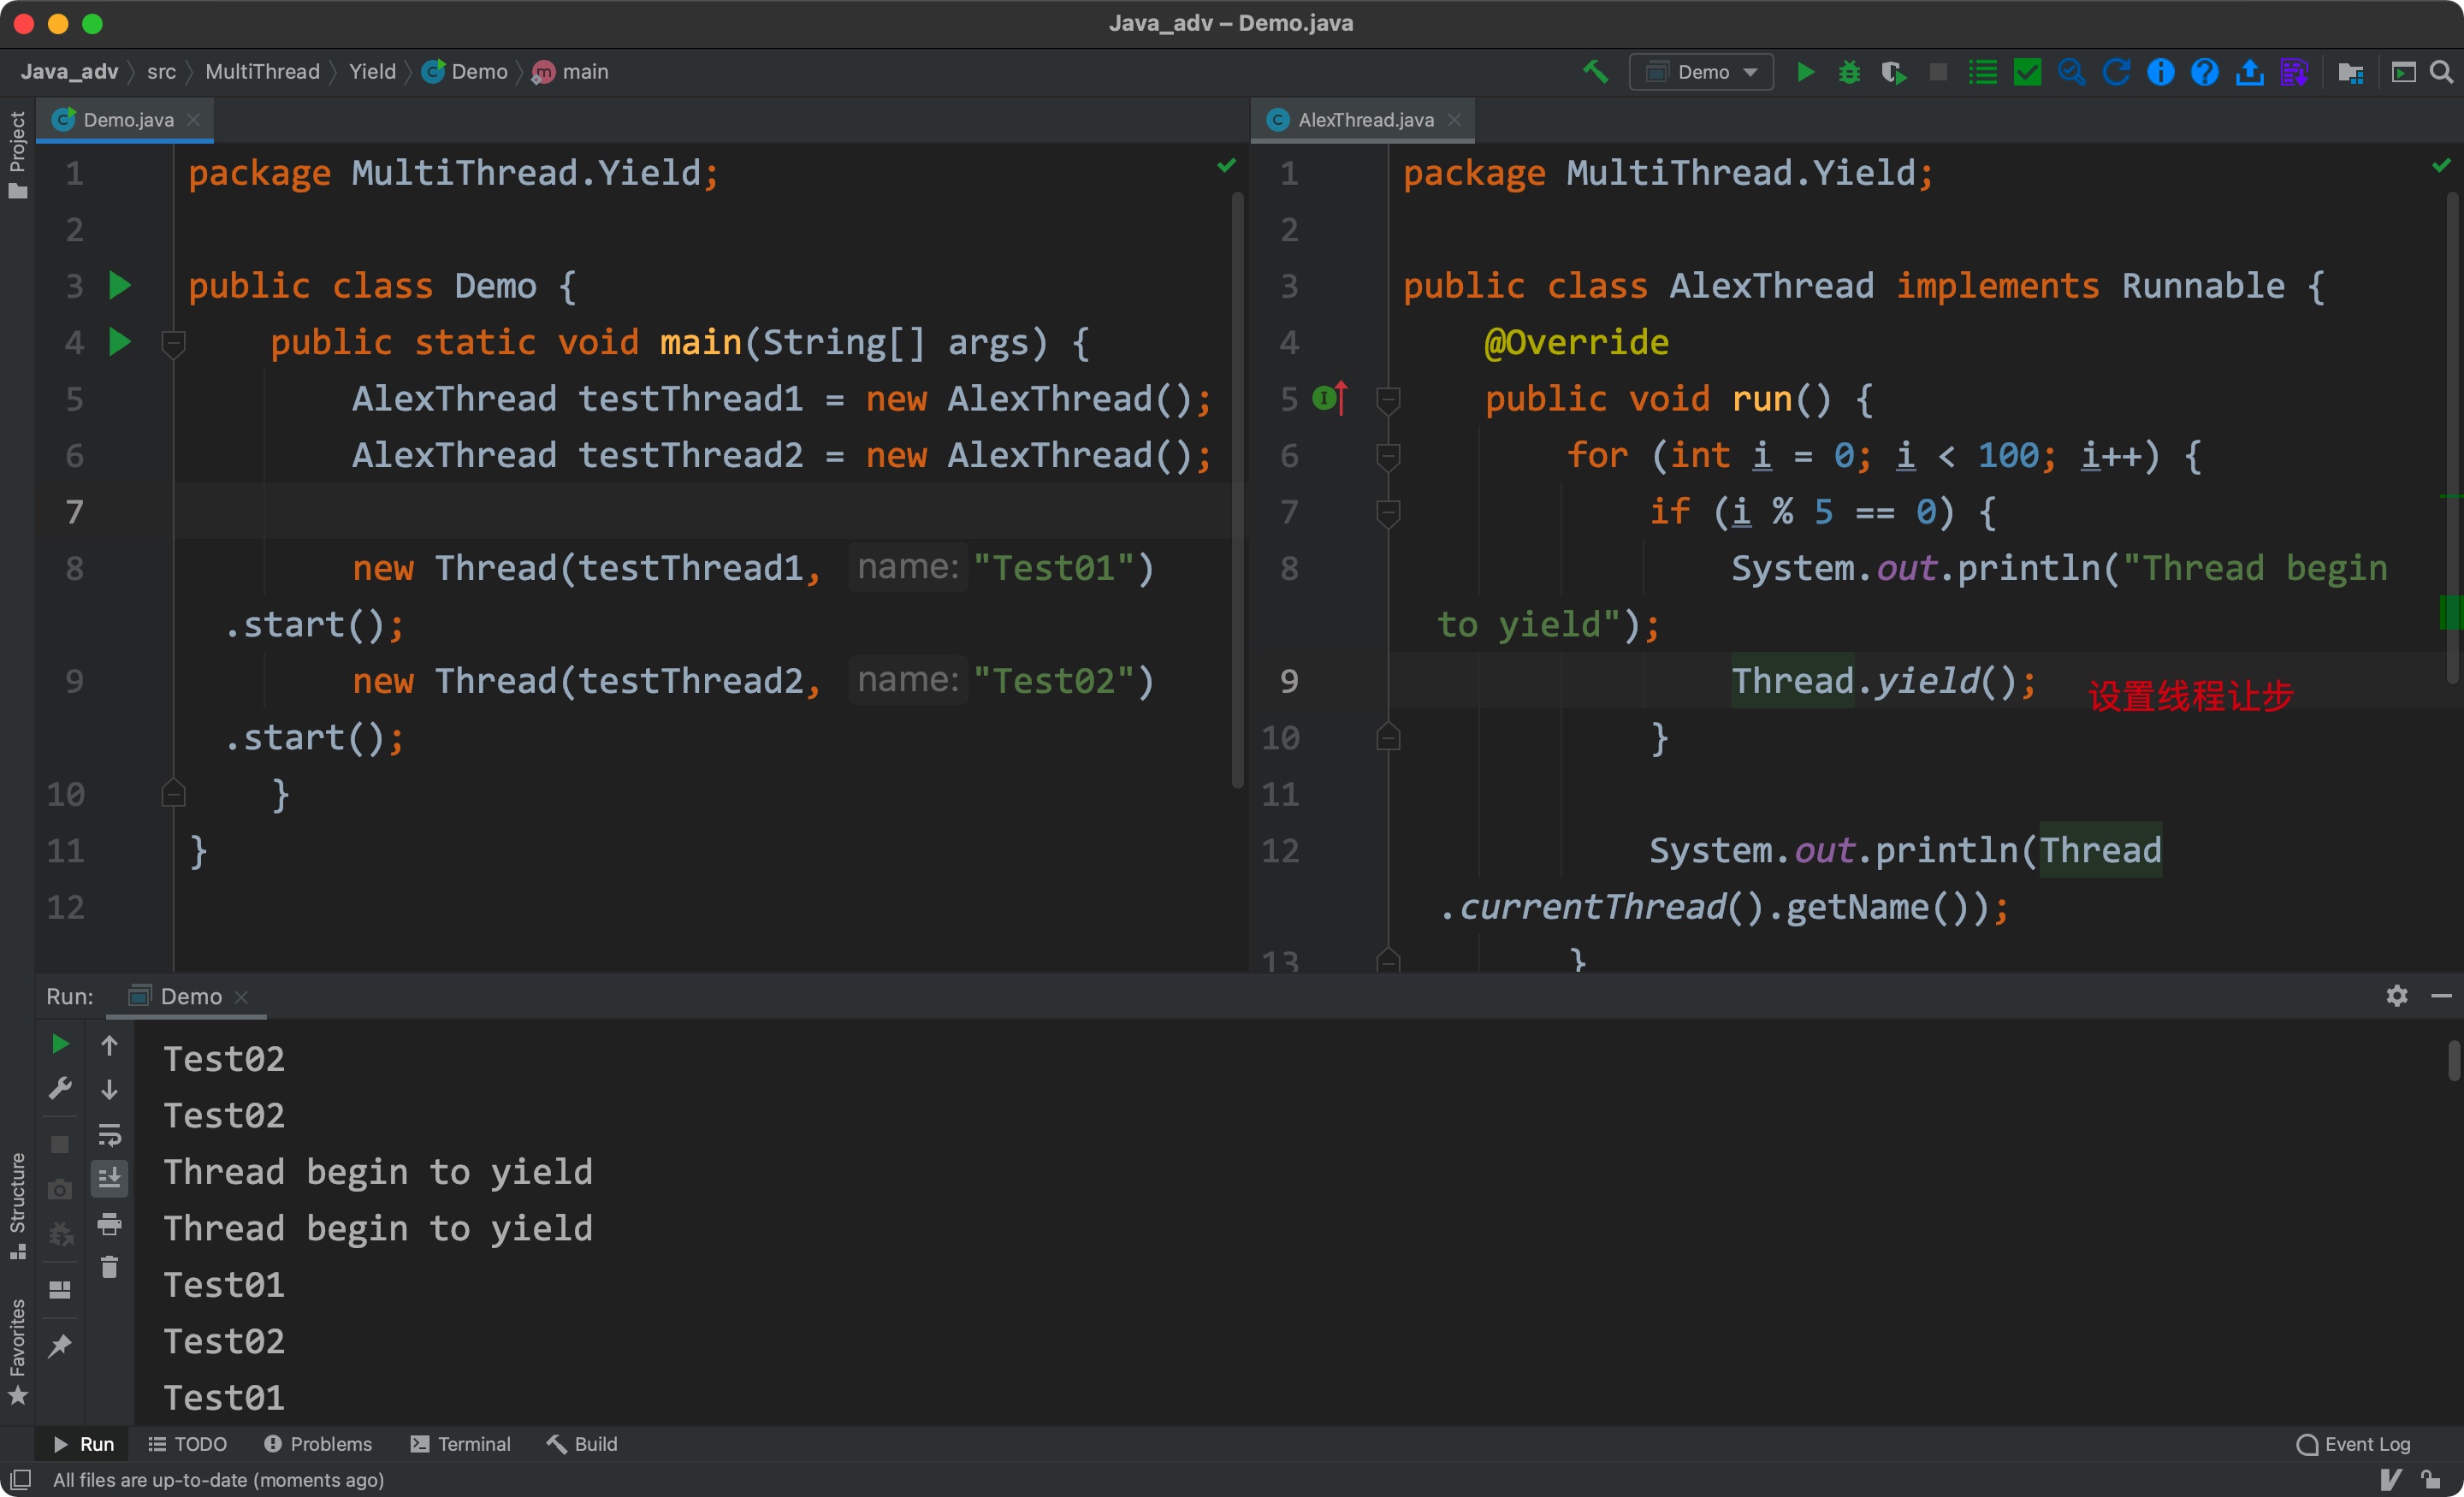 Java_adv – Demo.java
Java_adv src MultiThread Yield Demo main
Demo
Project
Demo.java
1 package MultiThread.Yield;
2
3 public class Demo {
4 public static void main(String[] args) {
5 AlexThread testThread1 = new AlexThread();
6 AlexThread testThread2 = new AlexThread();
7
8 new Thread(testThread1, name: "Test01")
.start();
9 new Thread(testThread2, name: "Test02")
.start();
10 }
11 }
12
AlexThread.java
1 package MultiThread.Yield;
2
3 public class AlexThread implements Runnable {
4 @Override
5 public void run() {
6 for (int i = 0; i < 100; i++) {
7 if (i % 5 == 0) {
8 System.out.println("Thread begin
to yield");
9 Thread.yield(); 设置线程让步
10 }
11
12 System.out.println(Thread
.currentThread().getName());
13 }
Run: Demo
Test02
Test02
Thread begin to yield
Thread begin to yield
Test01
Test02
Test01
Structure
Favorites
Run TODO Problems Terminal Build Event Log
All files are up-to-date (moments ago)